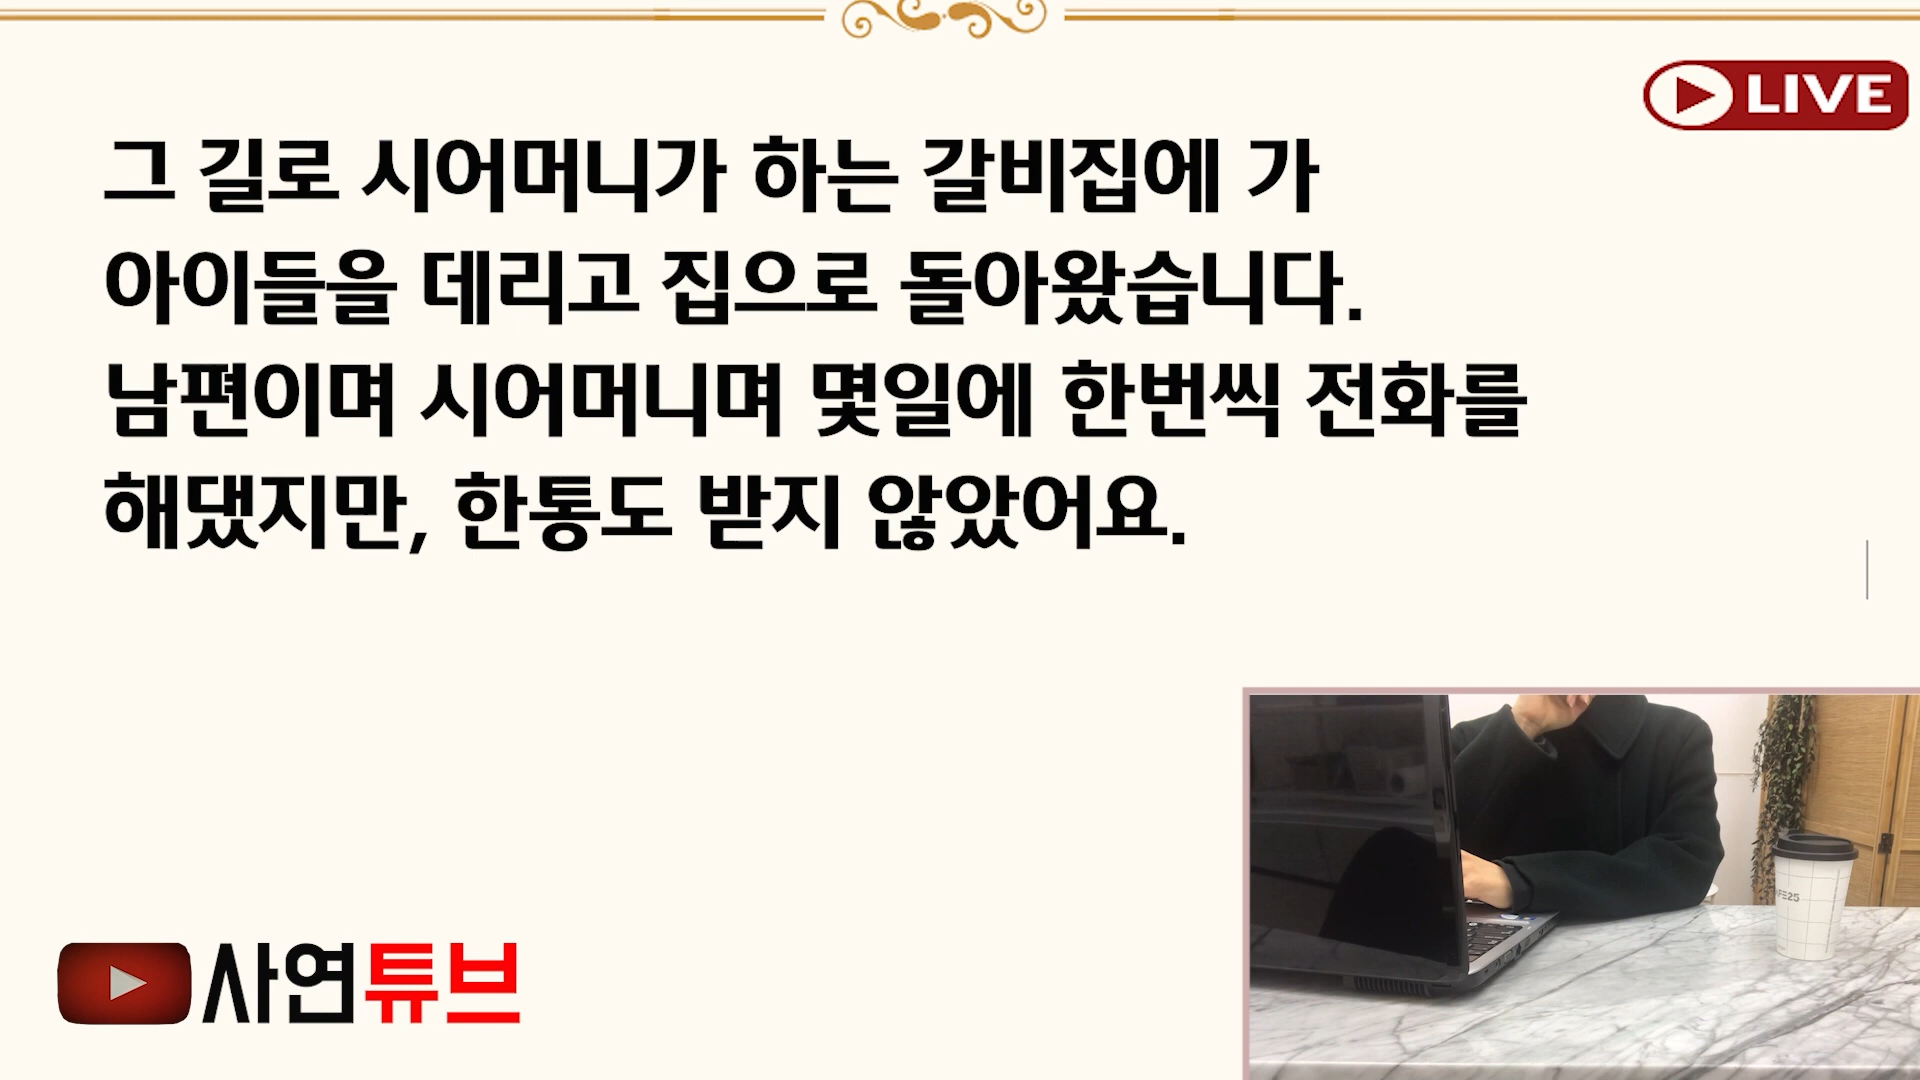 LIVE
그 길로 시어머니가 하는 갈비집에 가
아이들을 데리고 집으로 돌아왔습니다.
남편이며 시어머니며 몇일에 한번씩 전화를
해댔지만, 한통도 받지 않았어요.
사연튜브